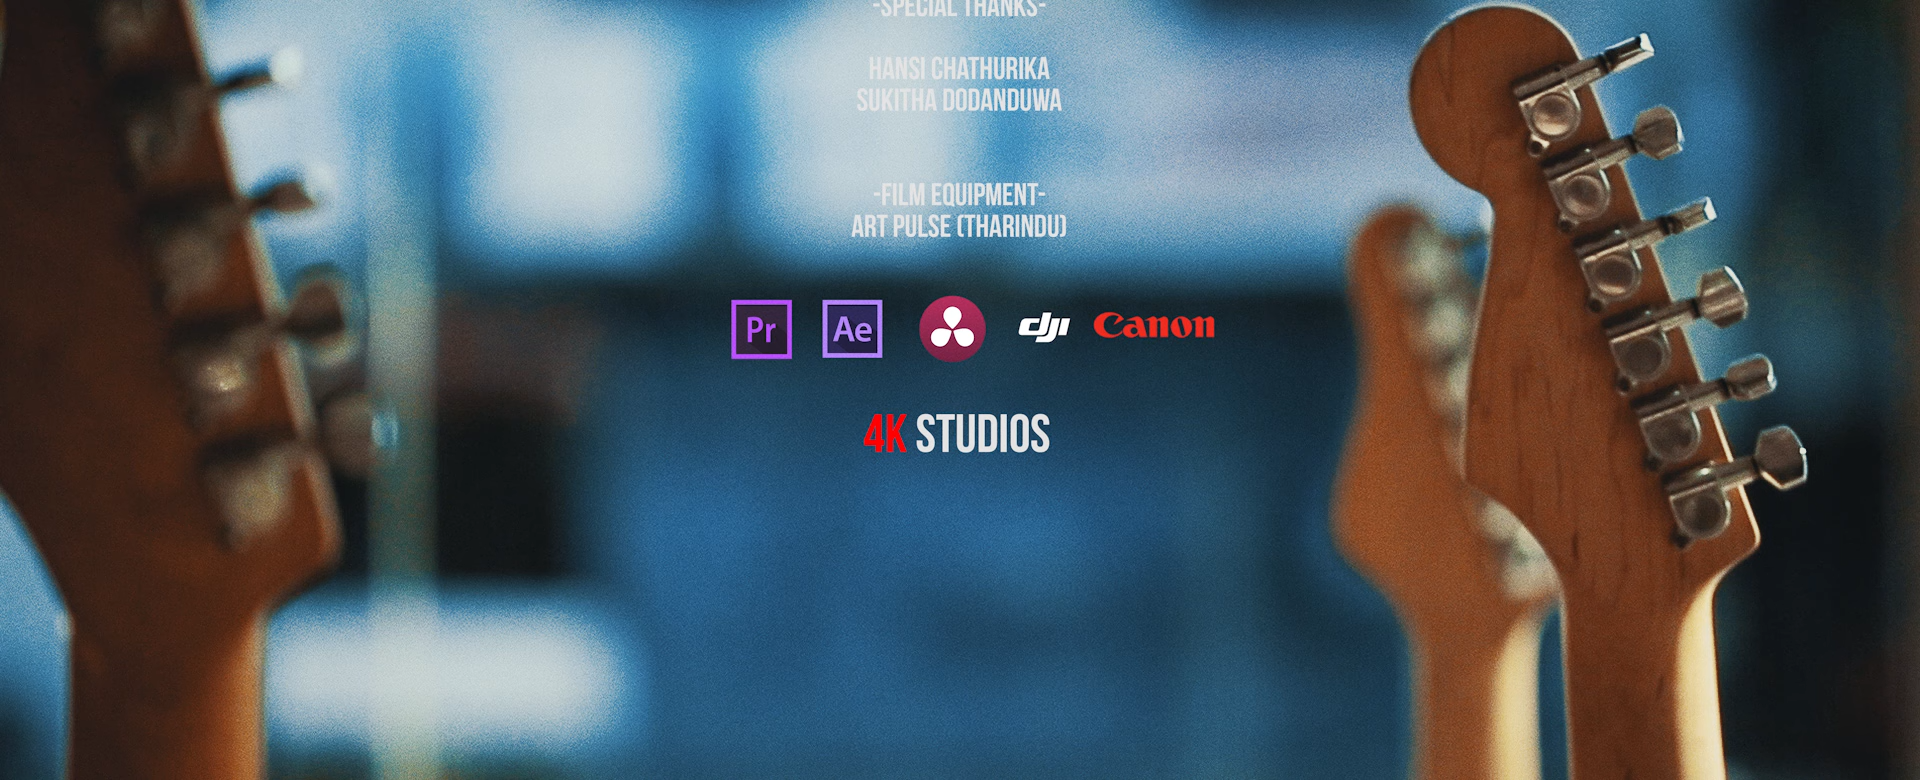 -SPECIAL THANKS-
HANSI CHATHURIKA
SUKITHA DODANDUWA
-FILM EQUIPMENT-
ART PULSE (THARINDU)
Pr Ae dji Canon
4K STUDIOS